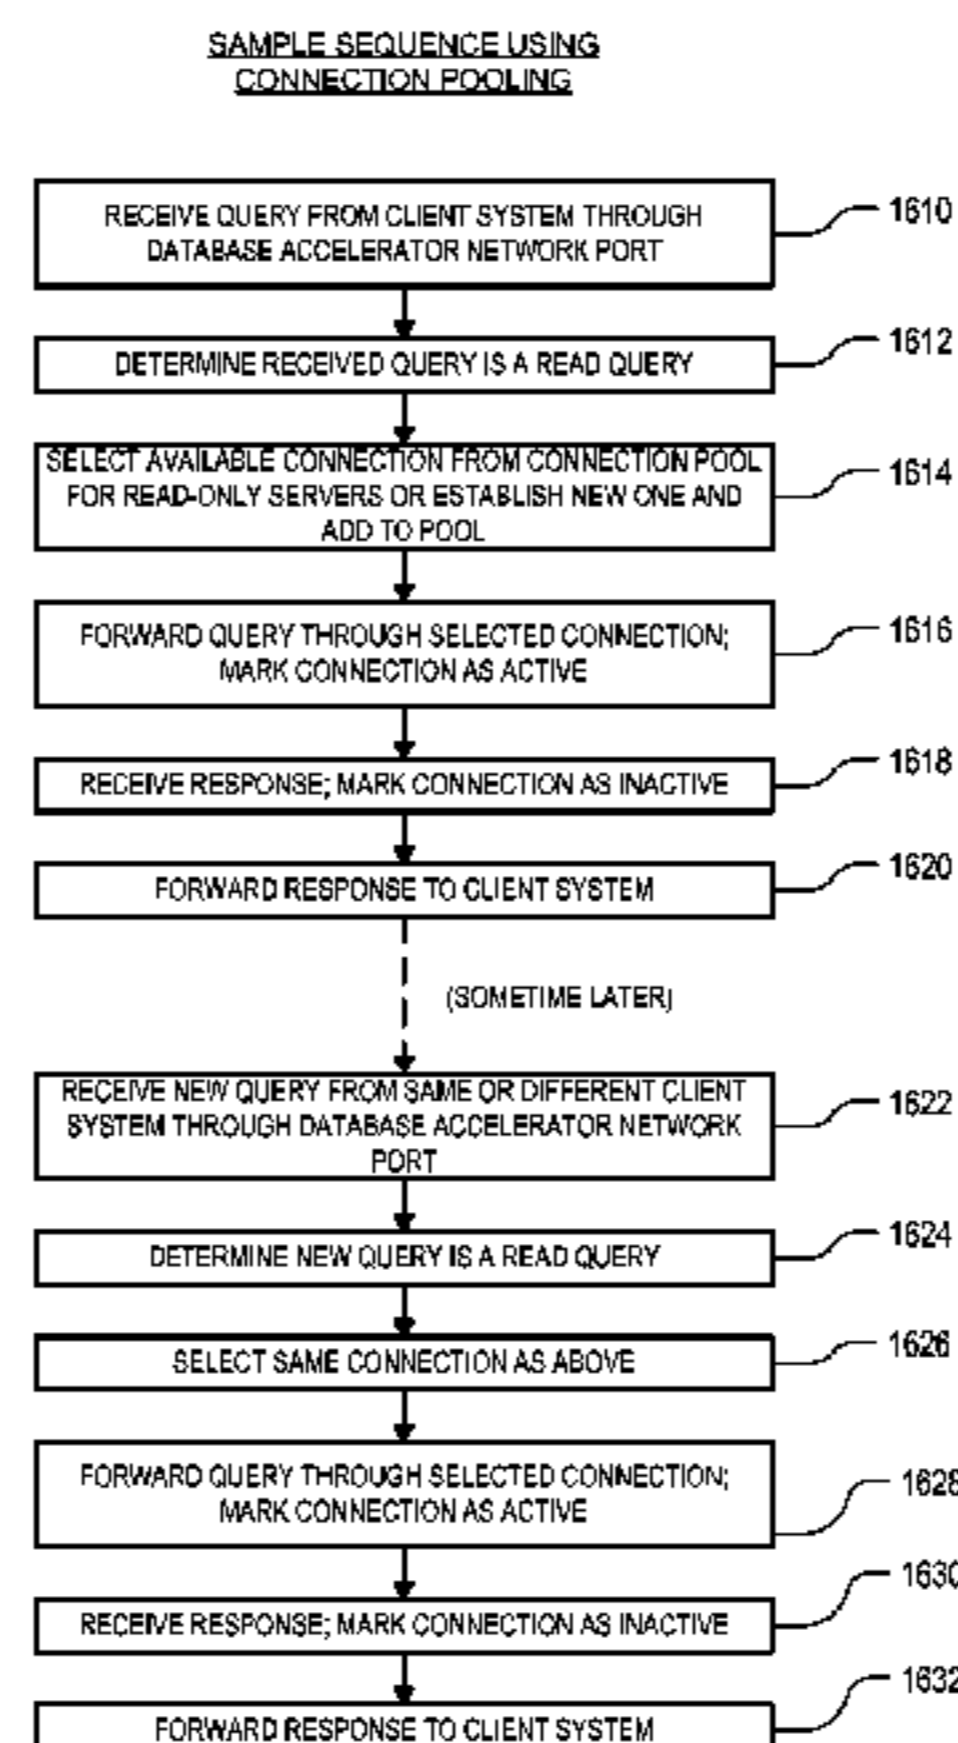 SAMPLE SEQUENCE USING
CONNECTION POOLING
RECEIVE QUERY FROM CLIENT SYSTEM THROUGH
DATABASE ACCELERATOR NETWORK PORT
1610
DETERMINE RECEIVED QUERY IS A READ QUERY
1612
SELECT AVAILABLE CONNECTION FROM CONNECTION POOL
FOR READ-ONLY SERVERS OR ESTABLISH NEW ONE AND
ADD TO POOL
1614
FORWARD QUERY THROUGH SELECTED CONNECTION;
MARK CONNECTION AS ACTIVE
1616
RECEIVE RESPONSE; MARK CONNECTION AS INACTIVE
1618
FORWARD RESPONSE TO CLIENT SYSTEM
1620
(SOMETIME LATER)
RECEIVE NEW QUERY FROM SAME OR DIFFERENT CLIENT
SYSTEM THROUGH DATABASE ACCELERATOR NETWORK
PORT
1622
DETERMINE NEW QUERY IS A READ QUERY
1624
SELECT SAME CONNECTION AS ABOVE
1626
FORWARD QUERY THROUGH SELECTED CONNECTION;
MARK CONNECTION AS ACTIVE
1628
RECEIVE RESPONSE; MARK CONNECTION AS INACTIVE
1630
FORWARD RESPONSE TO CLIENT SYSTEM
1632